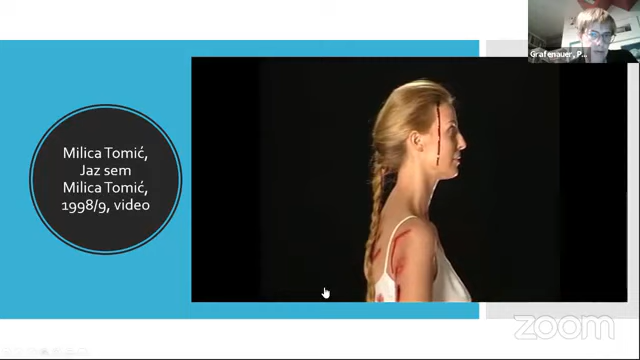 Grafenauer, P...
Milica Tomić,
Jaz sem
Milica Tomić,
1998/9, video
zoom